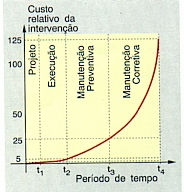 Custo
relativo da
intervenção
125
100
50
25
5
Projeto
Execução
Manutenção
Preventiva
Manutenção
Corretiva
t1 t2 t3 t4
Período de tempo